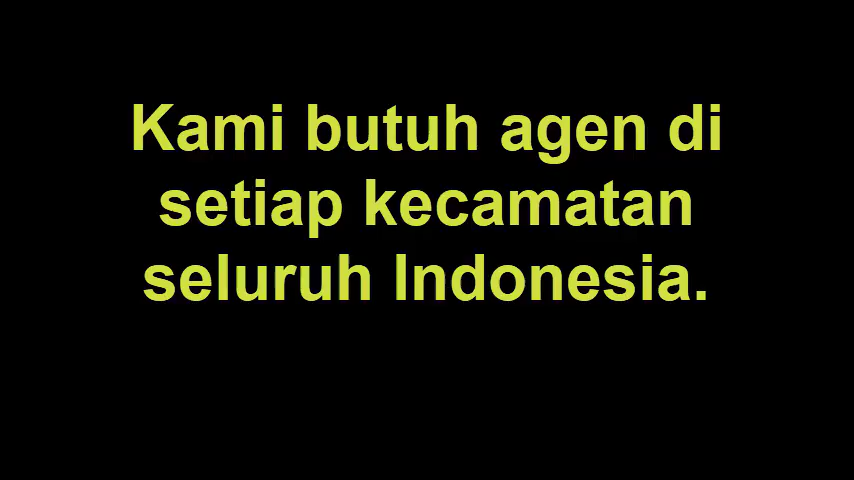 Kami butuh agen di
setiap kecamatan
seluruh Indonesia.